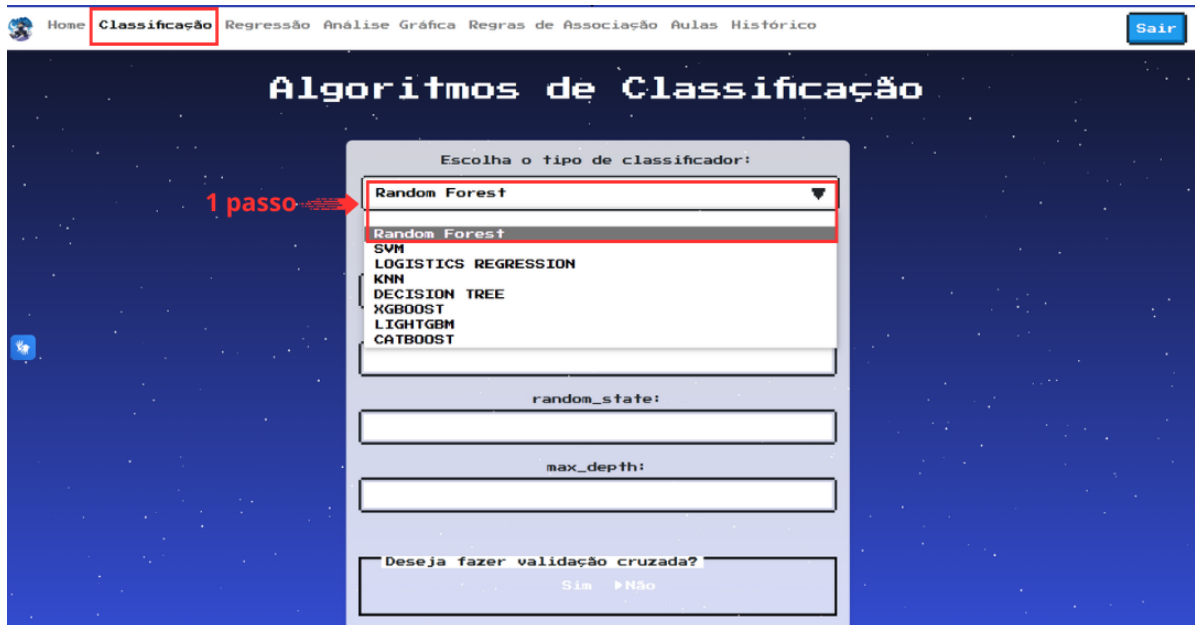 Home Classificação Regressão Análise Gráfica Regras de Associação Aulas Histórico Sair
Algoritmos de Classificação
Escolha o tipo de classificador:
1 passo Random Forest
Random Forest
SVM
LOGISTICS REGRESSION
KNN
DECISION TREE
XGBOOST
LIGHTGBM
CATBOOST
random_state:
max_depth:
Deseja fazer validação cruzada?
Sim Não